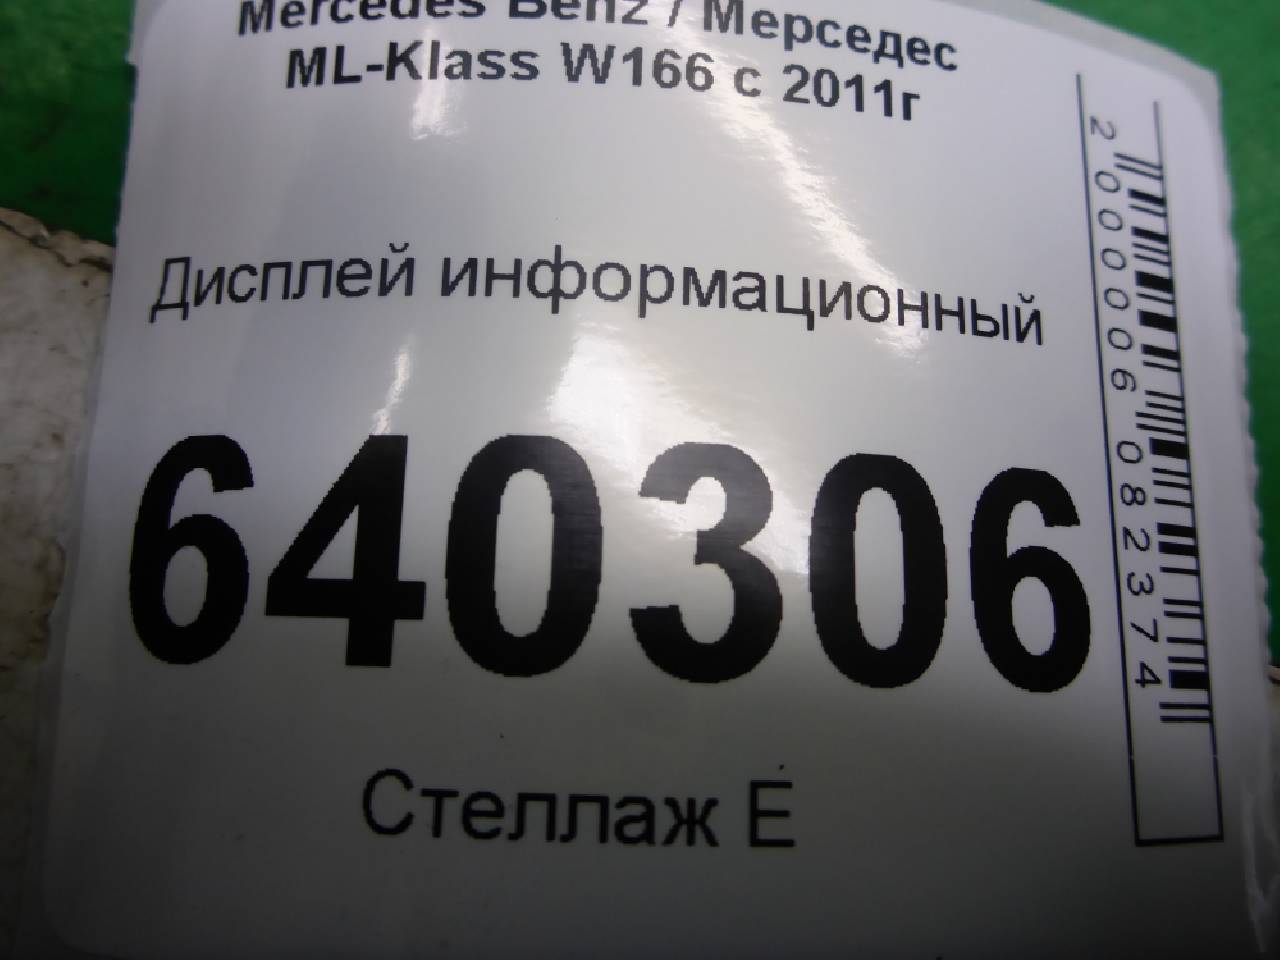 Mercedes Benz / Мерседес
ML-Klass W166 с 2011г
Дисплей информационный
640306
Стеллаж Е
2000006082374